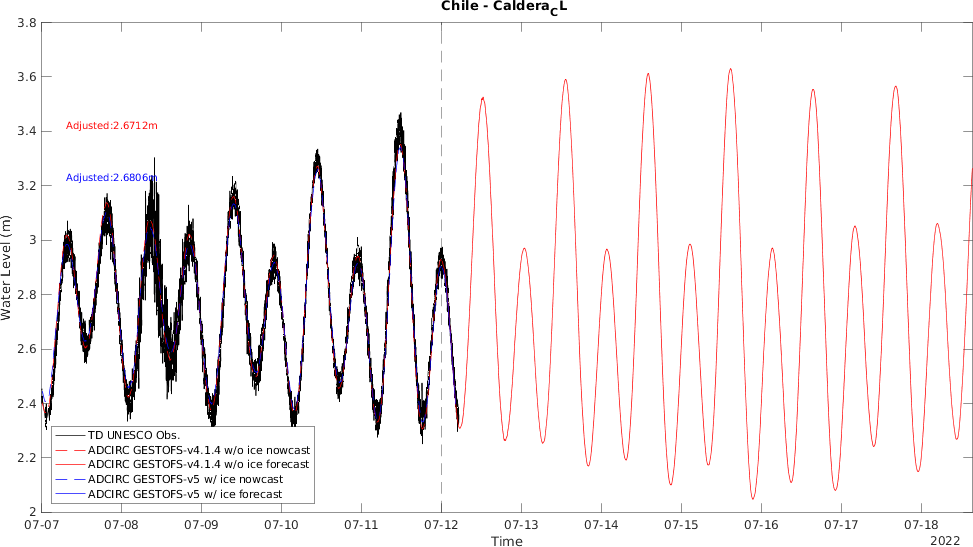 Chile - Caldera_CL
3.8
3.6
3.4
3.2
3
2.8
2.6
2.4
2.2
2
Water Level (m)
Adjusted:2.6712m
Adjusted:2.6806m
TD UNESCO Obs.
ADCIRC GESTOFS-v4.1.4 w/o ice nowcast
ADCIRC GESTOFS-v4.1.4 w/o ice forecast
ADCIRC GESTOFS-v5 w/ ice nowcast
ADCIRC GESTOFS-v5 w/ ice forecast
07-07 07-08 07-09 07-10 07-11 07-12 07-13 07-14 07-15 07-16 07-17 07-18
Time
2022